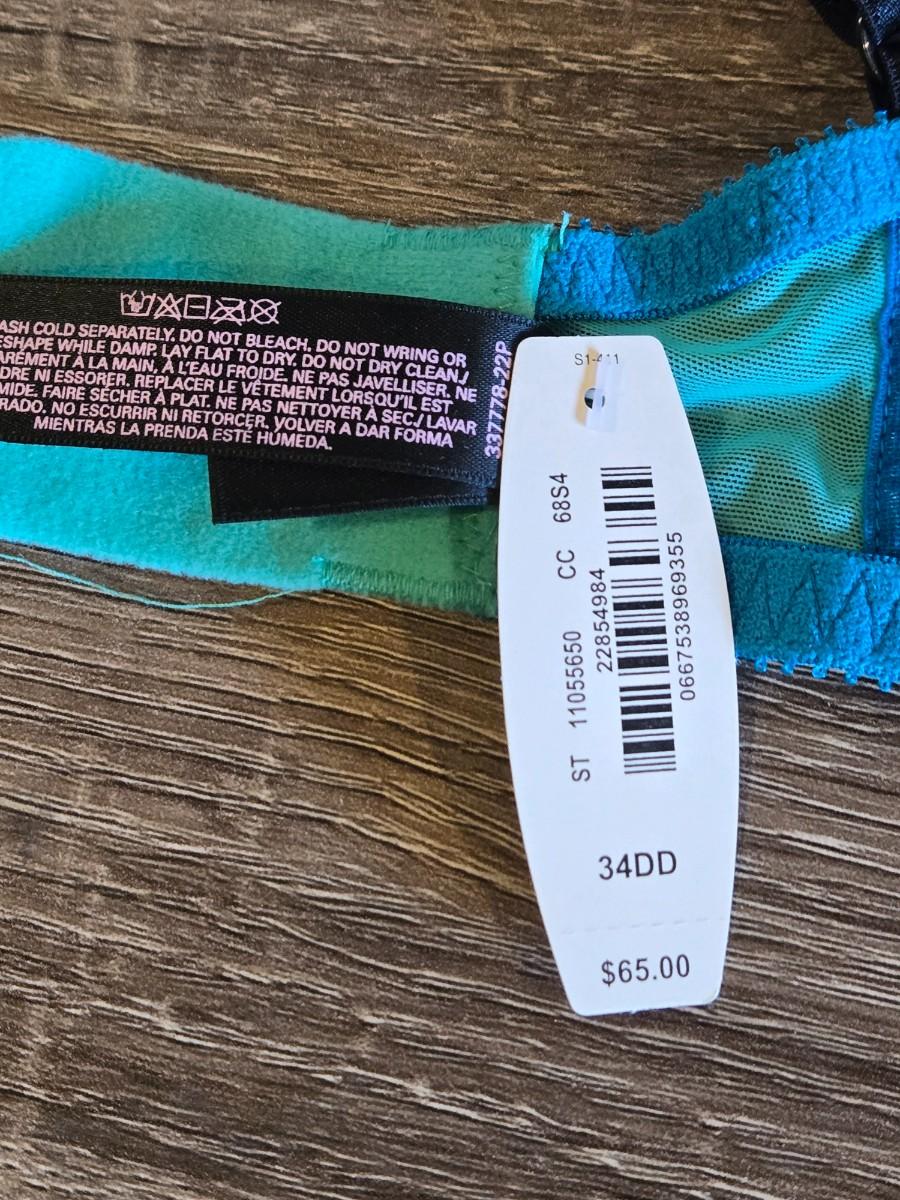 ASH COLD SEPARATELY. DO NOT BLEACH. DO NOT WRING OR
ESHAPE WHILE DAMP. LAY FLAT TO DRY. DO NOT DRY CLEAN./
ARÉMENT À LA MAIN, À L'EAU FROIDE. NE PAS JAVELLISER. NE
DRE NI ESSORER. REPLACER LE VÊTEMENT LORSQU'IL EST
MIDE. FAIRE SÉCHER À PLAT. NE PAS NETTOYER À SEC./ LAVAR
RADO. NO ESCURRIR NI RETORCER. VOLVER A DAR FORMA
MIENTRAS LA PRENDA ESTÉ HÚMEDA.
337778-22P
ST 11055650 CC 68S4
22854984
0667538969355
34DD
$65.00